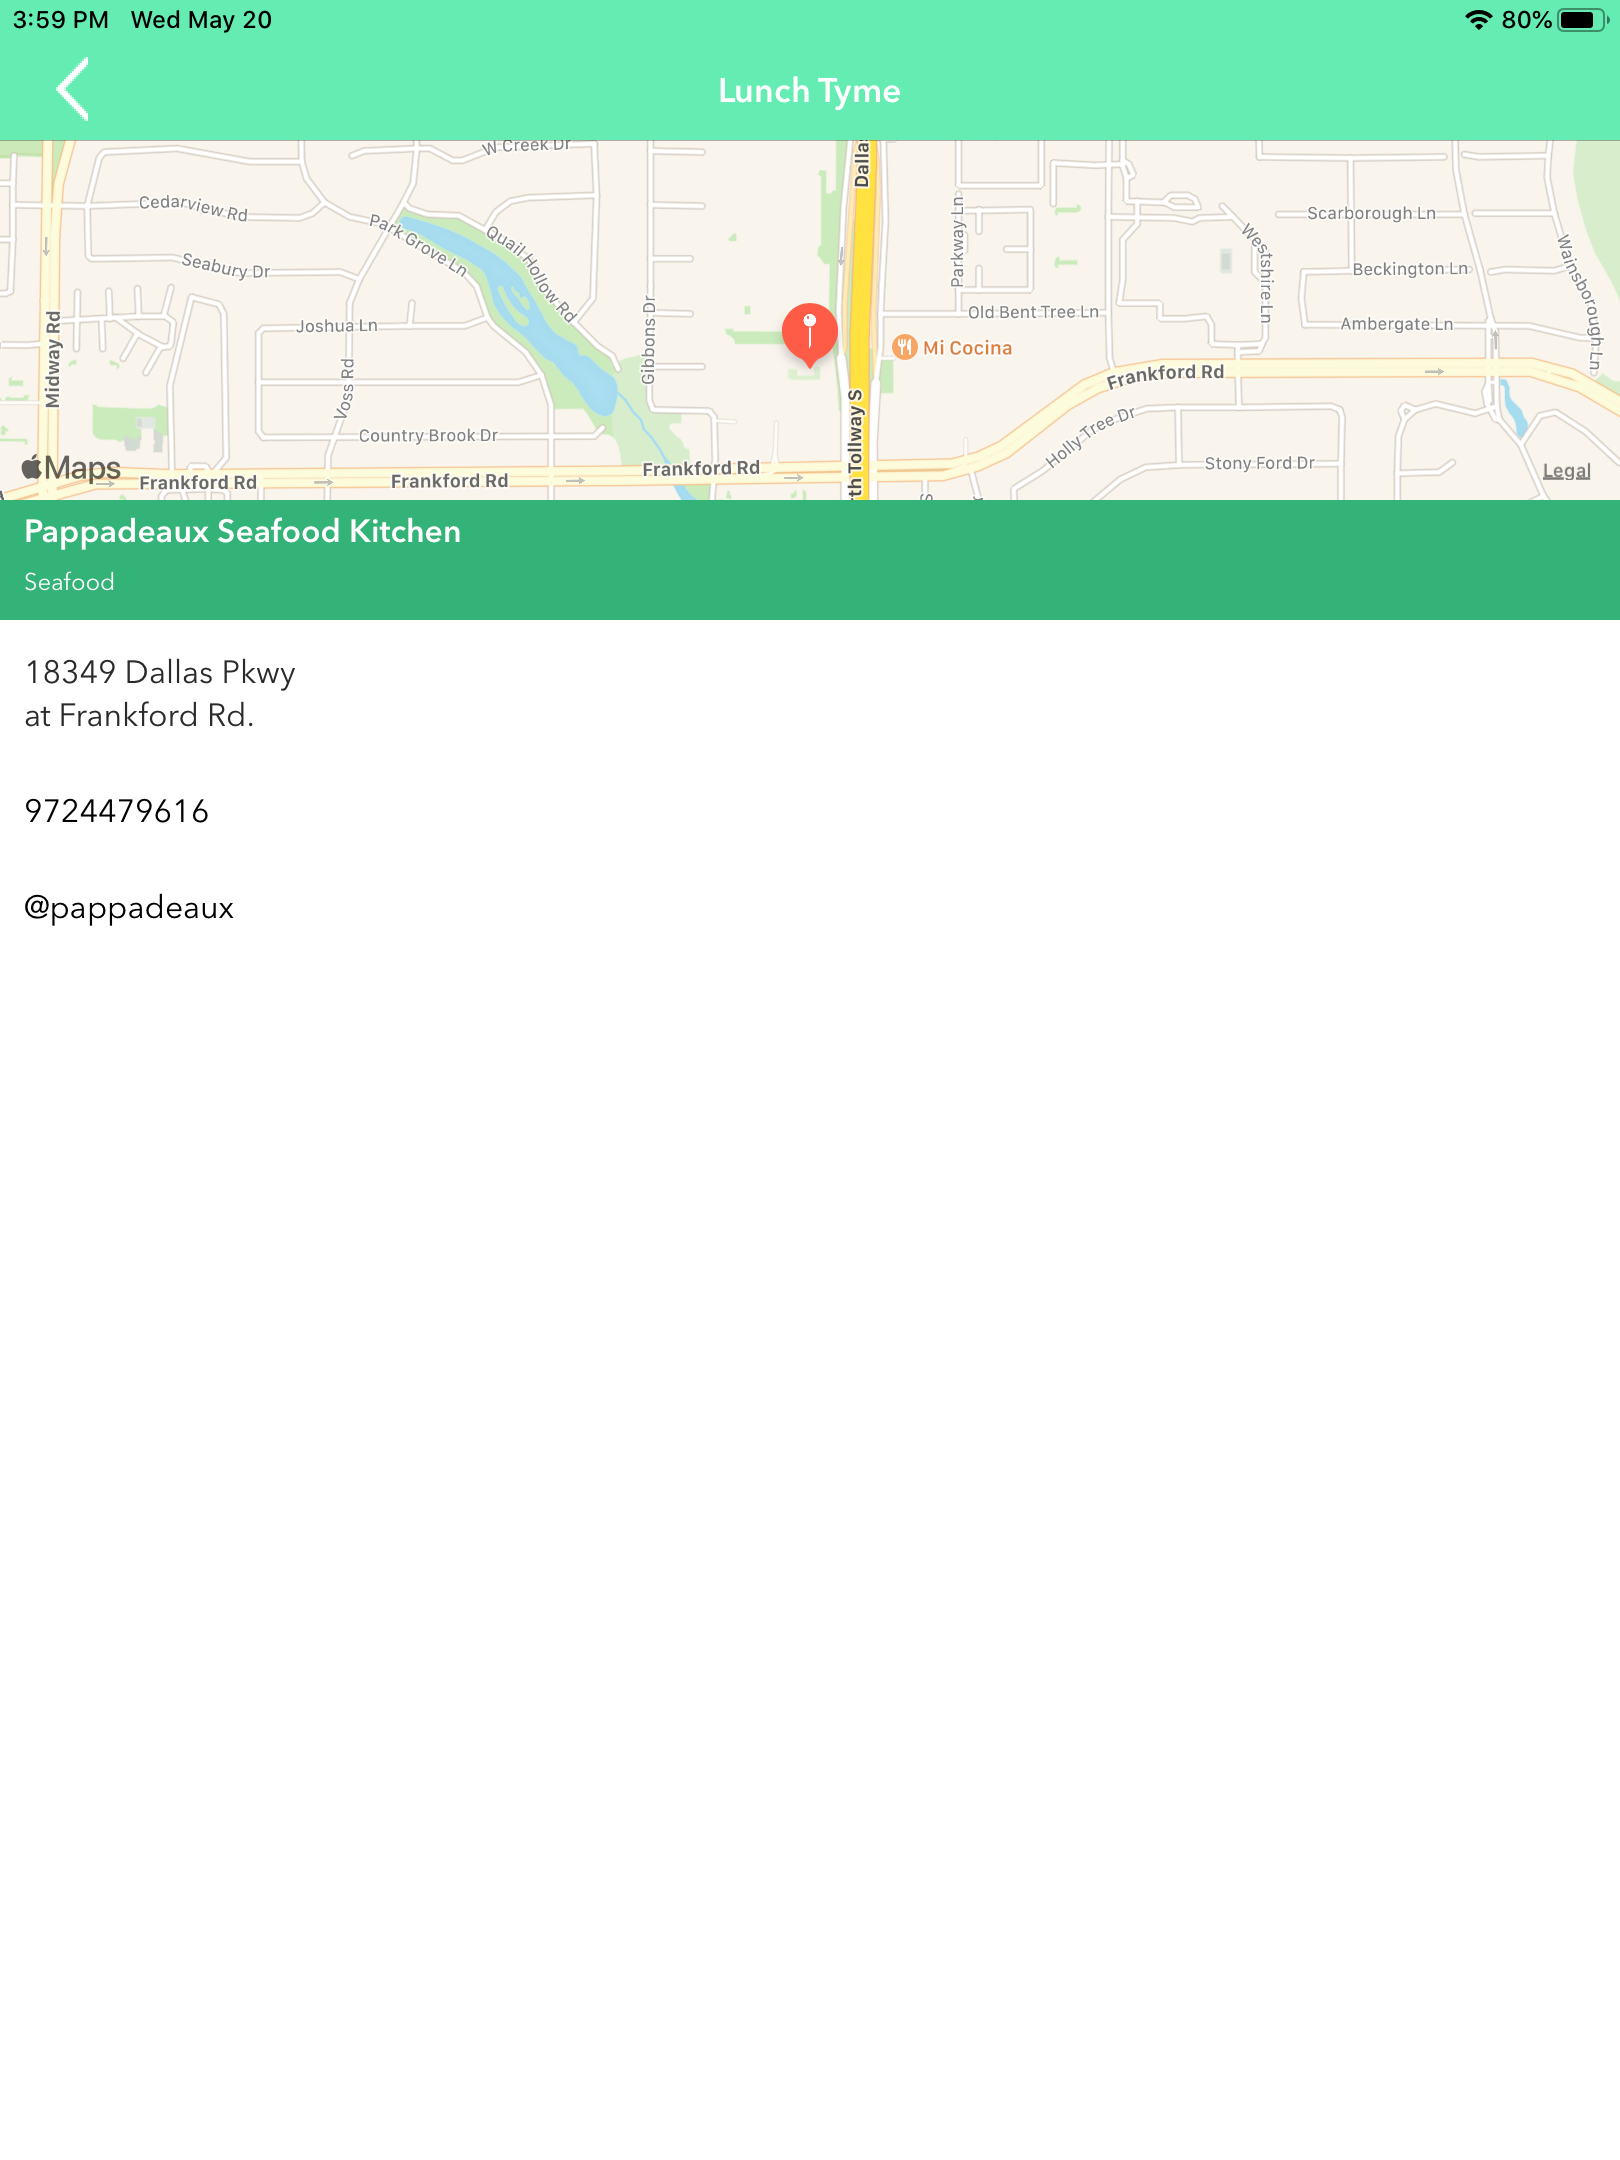 3:59 PM Wed May 20
80%
Lunch Tyme
W Creek Dr
Dalla
Cedarview Rd
Park Grove Ln
Quail Hollow Rd
Parkway Ln
Scarborough Ln
Westshire Ln
Wainsborough Ln
Seabury Dr
Beckington Ln
Joshua Ln
Gibbons Dr
Old Bent Tree Ln
Ambergate Ln
Midway Rd
Voss Rd
Mi Cocina
Frankford Rd
Country Brook Dr
Holly Tree Dr
Maps
Frankford Rd
Frankford Rd
Frankford Rd
th Tollway S
Stony Ford Dr
Legal
Pappadeaux Seafood Kitchen
Seafood
18349 Dallas Pkwy
at Frankford Rd.
9724479616
@pappadeaux